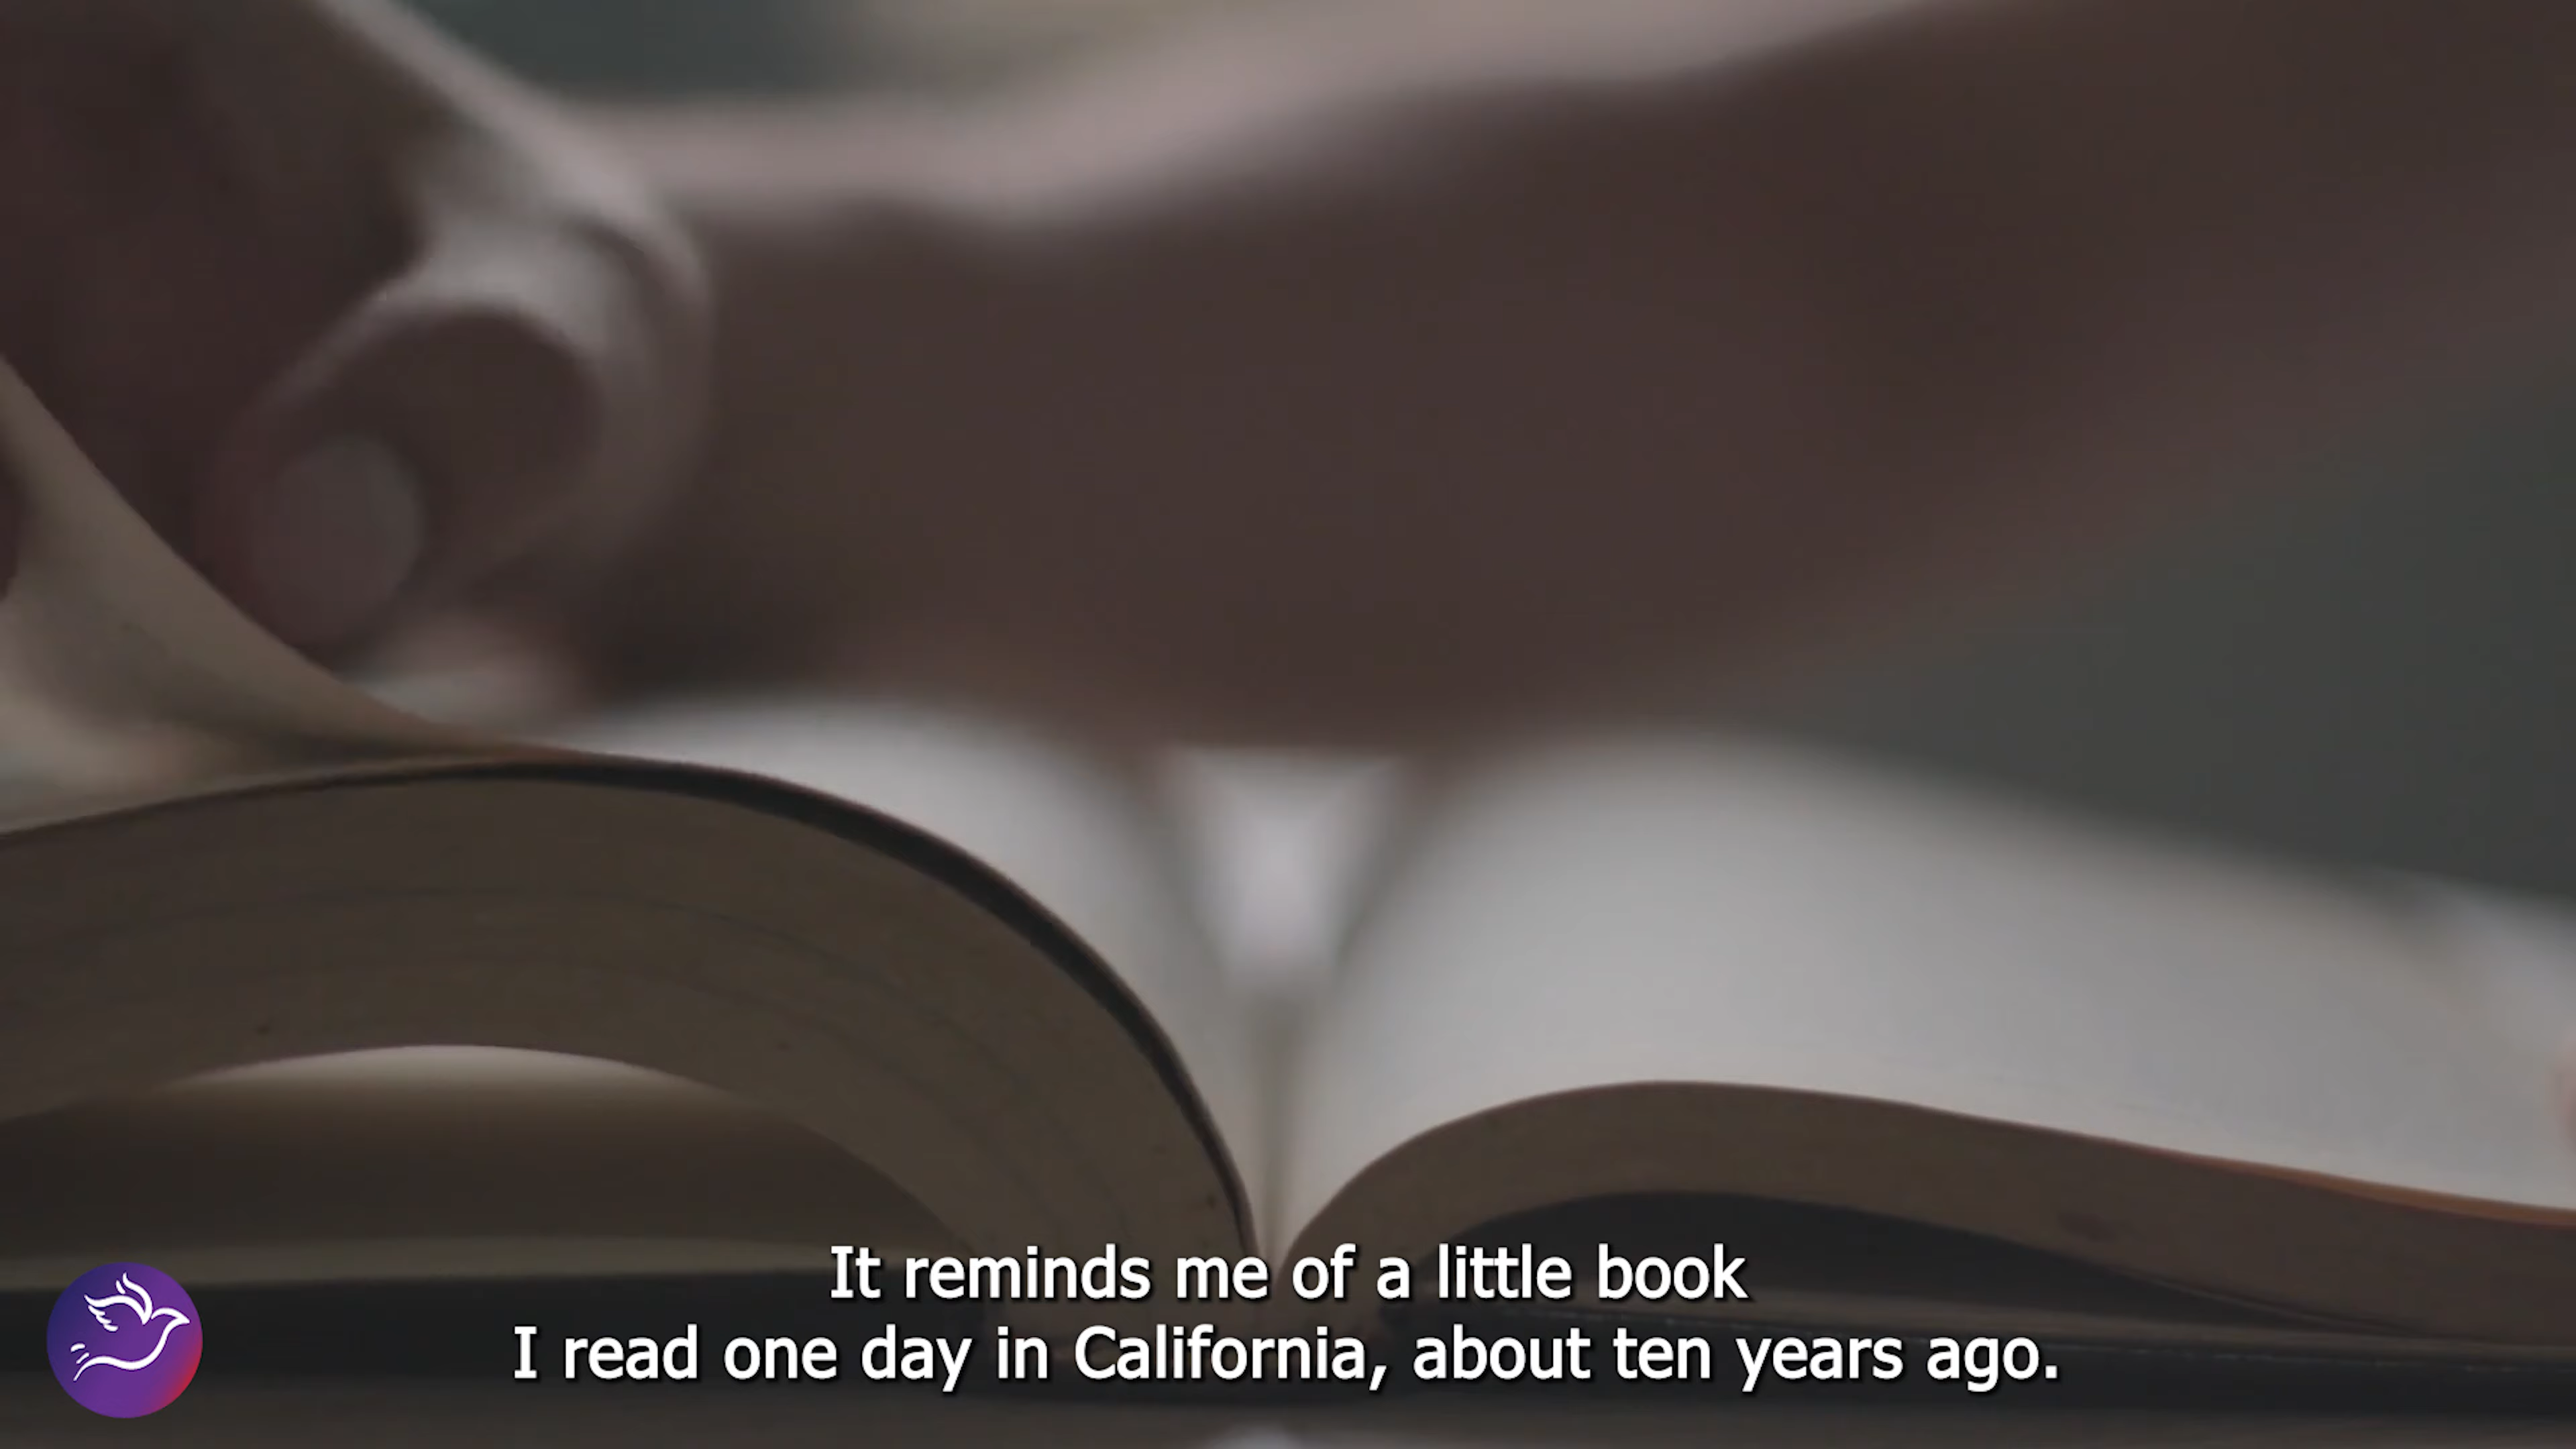 It reminds me of a little book
I read one day in California, about ten years ago.